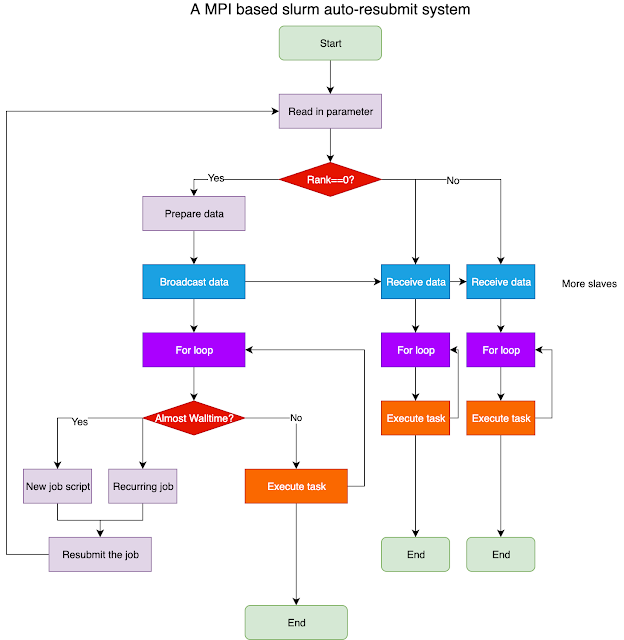 A MPI based slurm auto-resubmit system
Start
Read in parameter
Rank==0?
Yes
No
Prepare data
Broadcast data
Receive data
Receive data
More slaves
For loop
For loop
For loop
Almost Walltime?
Yes
No
Execute task
Execute task
New job script
Recurring job
Execute task
Resubmit the job
End
End
End